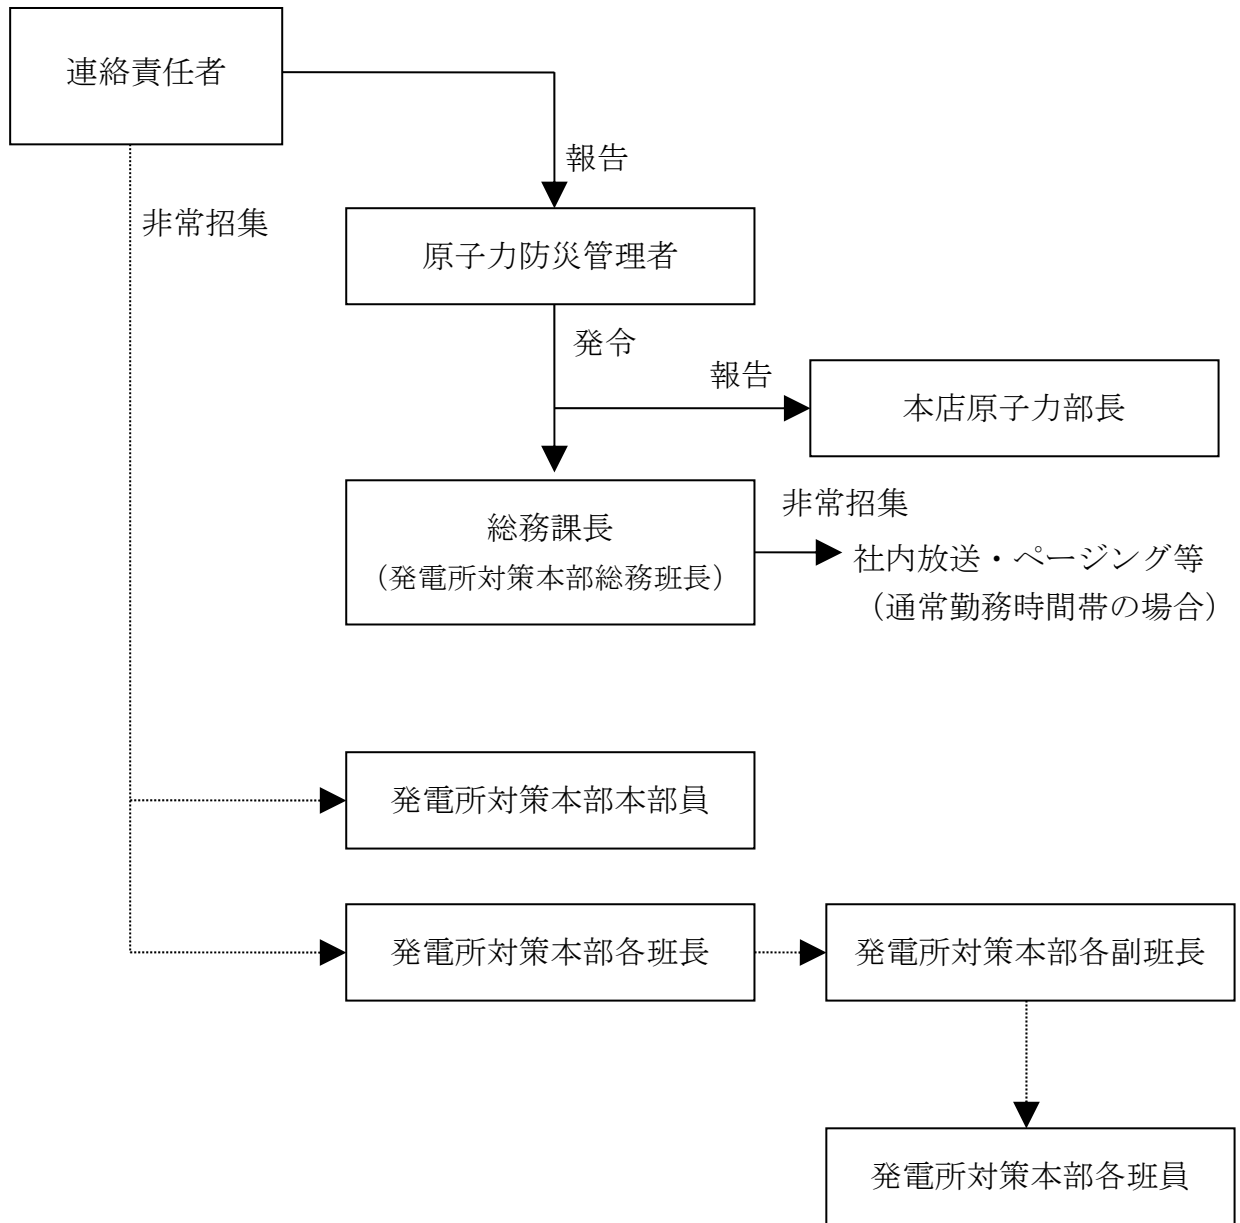 連絡責任者
報告
非常招集
原子力防災管理者
発令
報告
本店原子力部長
総務課長
（発電所対策本部総務班長）
非常招集
社内放送・ページング等
（通常勤務時間帯の場合）
発電所対策本部本部員
発電所対策本部各班長
発電所対策本部各副班長
発電所対策本部各班員